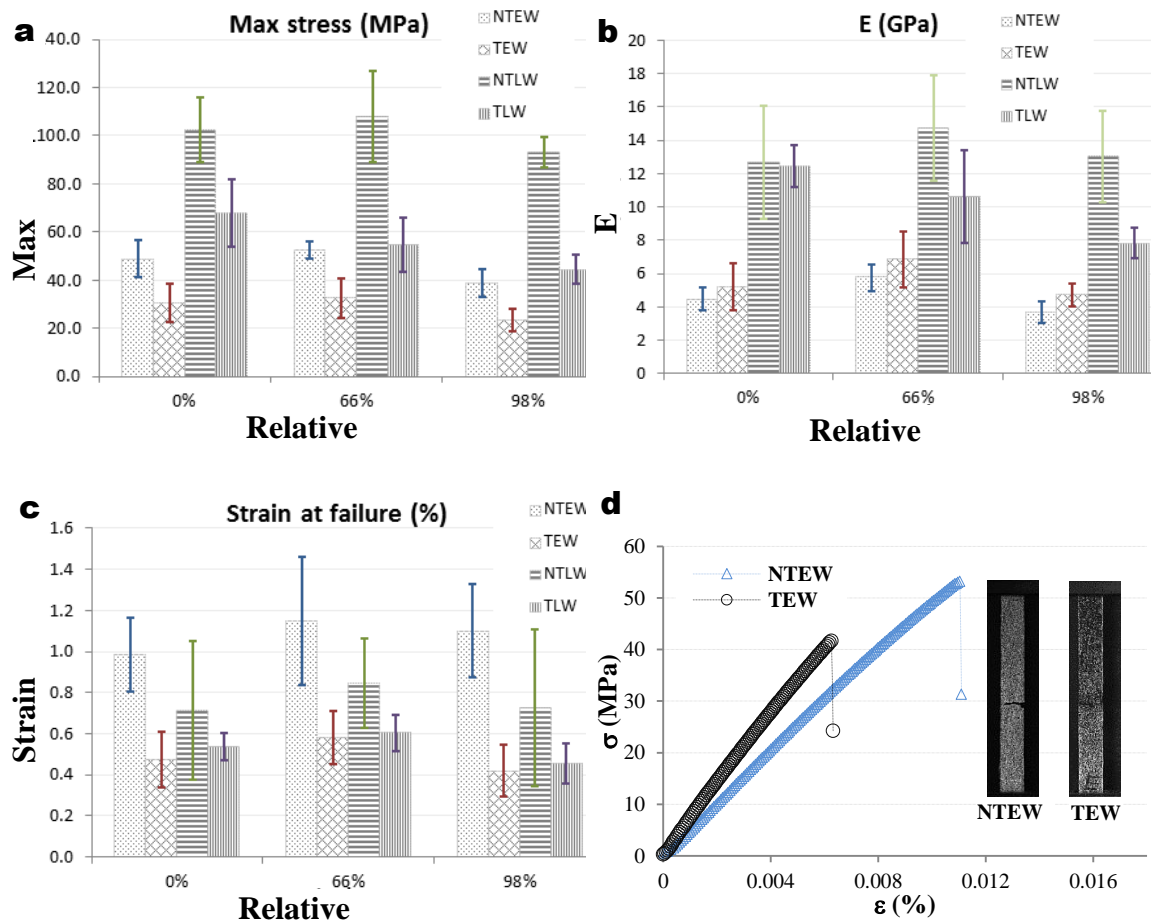 a
Max stress (MPa)
NTEW
TEW
NTLW
TLW
40.0
120.0
100.0
80.0
60.0
40.0
20.0
0.0
Max
0%
66%
98%
Relative
b
E (GPa)
NTEW
TEW
NTLW
TLW
20
18
16
14
12
10
8
6
4
2
0
E
0%
66%
98%
Relative
c
Strain at failure (%)
NTEW
TEW
NTLW
TLW
1.6
1.4
1.2
1.0
0.8
0.6
0.4
0.2
0.0
Strain
0%
66%
98%
Relative
d
NTEW
TEW
60
50
40
30
20
10
0
σ (MPa)
NTEW TEW
0 0.004 0.008 0.012 0.016
ε (%)